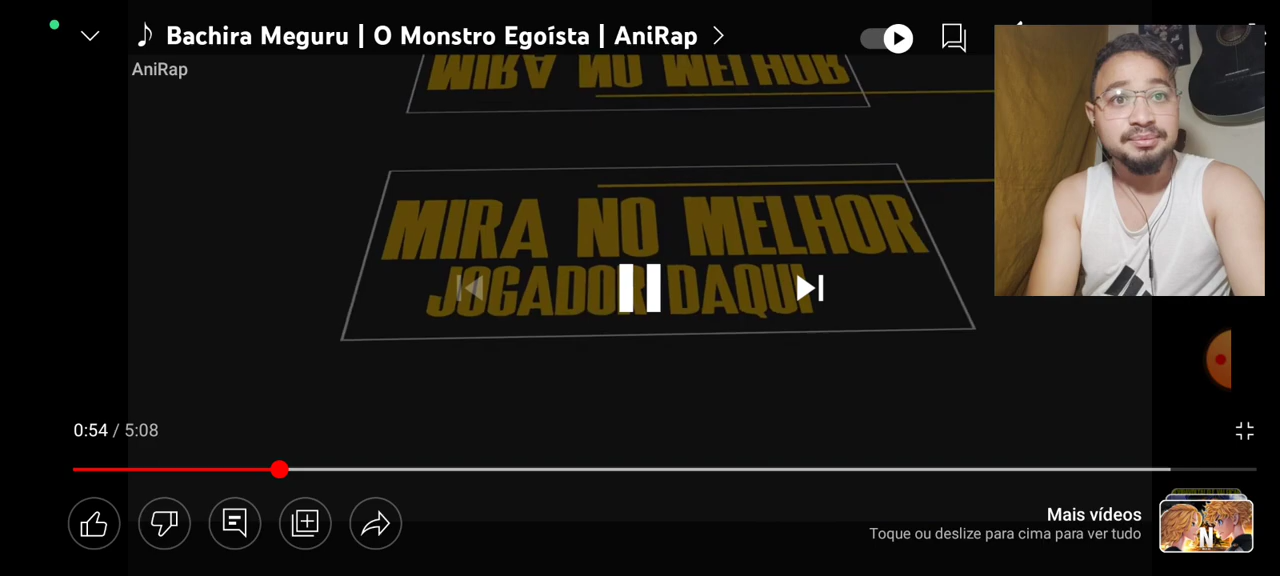 ♪ Bachira Meguru | O Monstro Egoísta | AniRap
AniRap
MIRA NO MELHOR
MIRA NO MELHOR
JOGADOR DAQUI
0:54 / 5:08
Mais vídeos
Toque ou deslize para cima para ver tudo
N